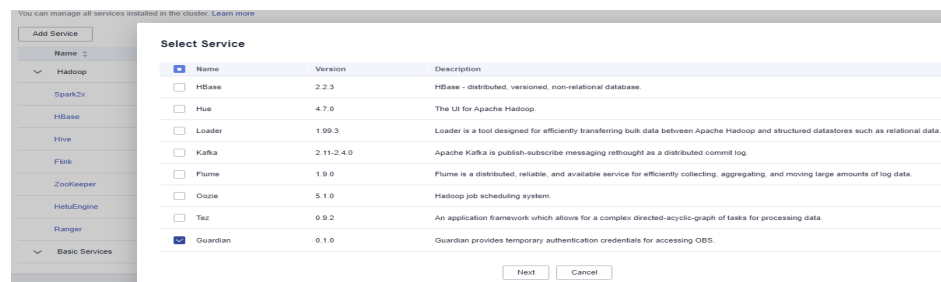 You can manage all services installed in the cluster. Learn more
Add Service
Name
Hadoop
Spark2x
HBase
Hive
Flink
ZooKeeper
HetuEngine
Ranger
Basic Services
Select Service
Name Version Description
HBase 2.2.3 HBase - distributed, versioned, non-relational database.
Hue 4.7.0 The UI for Apache Hadoop.
Loader 1.99.3 Loader is a tool designed for efficiently transferring bulk data between Apache Hadoop and structured datastores such as relational data.
Kafka 2.11-2.4.0 Apache Kafka is publish-subscribe messaging rethought as a distributed commit log.
Flume 1.9.0 Flume is a distributed, reliable, and available service for efficiently collecting, aggregating, and moving large amounts of log data.
Oozie 5.1.0 Hadoop job scheduling system.
Tez 0.9.2 An application framework which allows for a complex directed-acyclic-graph of tasks for processing data.
Guardian 0.1.0 Guardian provides temporary authentication credentials for accessing OBS.
Next Cancel